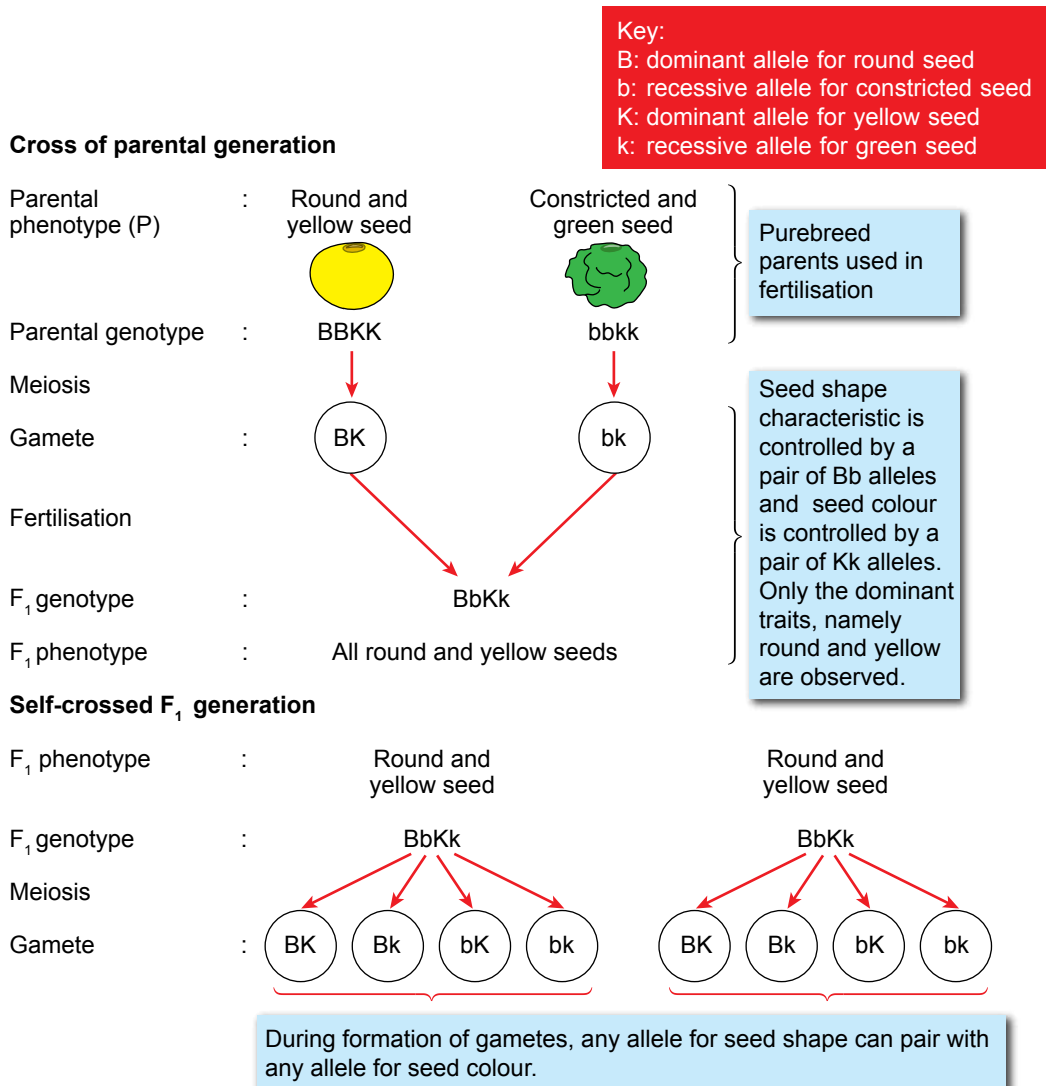 Key:
B: dominant allele for round seed
b: recessive allele for constricted seed
K: dominant allele for yellow seed
k: recessive allele for green seed
Cross of parental generation
Parental phenotype (P) : Round and yellow seed Constricted and green seed
Purebreed
parents used in
fertilisation
Parental genotype : BBKK bbkk
Meiosis
Gamete : BK bk
Fertilisation
F₁ genotype : BbKk
F₁ phenotype : All round and yellow seeds
Seed shape
characteristic is
controlled by a
pair of Bb alleles
and seed colour
is controlled by a
pair of Kk alleles.
Only the dominant
traits, namely
round and yellow
are observed.
Self-crossed F₁ generation
F₁ phenotype : Round and yellow seed Round and yellow seed
F₁ genotype : BbKk BbKk
Meiosis
Gamete : BK Bk bK bk BK Bk bK bk
During formation of gametes, any allele for seed shape can pair with
any allele for seed colour.